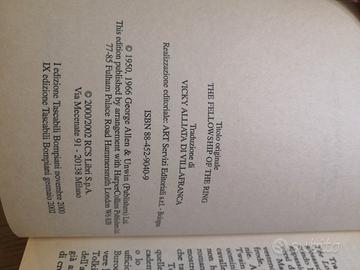 Titolo originale
THE FELLOWSHIP OF THE RING
Traduzione di
VICKY ALLIATA DI VILLAFRANCA
Realizzazione editoriale: ART Servizi Editoriali s.r.l. - Bologna
ISBN 88-452-9040-9
© 1950, 1966 George Allen & Unwin (Publishers) Ltd
This edition published by arrangement with HarperCollins Publishers Ltd
77-85 Fulham Palace Road Hammersmith London W6 8JB
© 2000/2002 RCS Libri S.p.A.
Via Mecenate 91 - 20138 Milano
I edizione Tascabili Bompiani novembre 2000
IX edizione Tascabili Bompiani gennaio 2002
subito